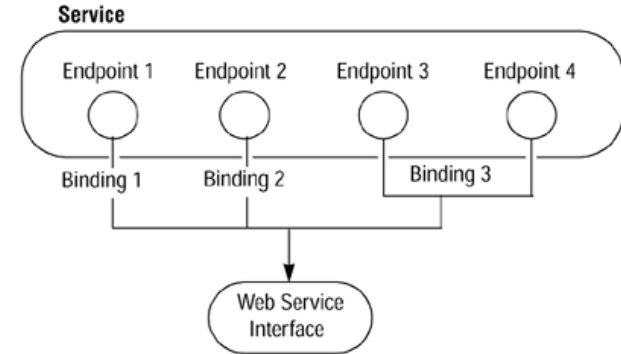 Service
Endpoint 1 Endpoint 2 Endpoint 3 Endpoint 4
Binding 1 Binding 2 Binding 3
Web Service
Interface